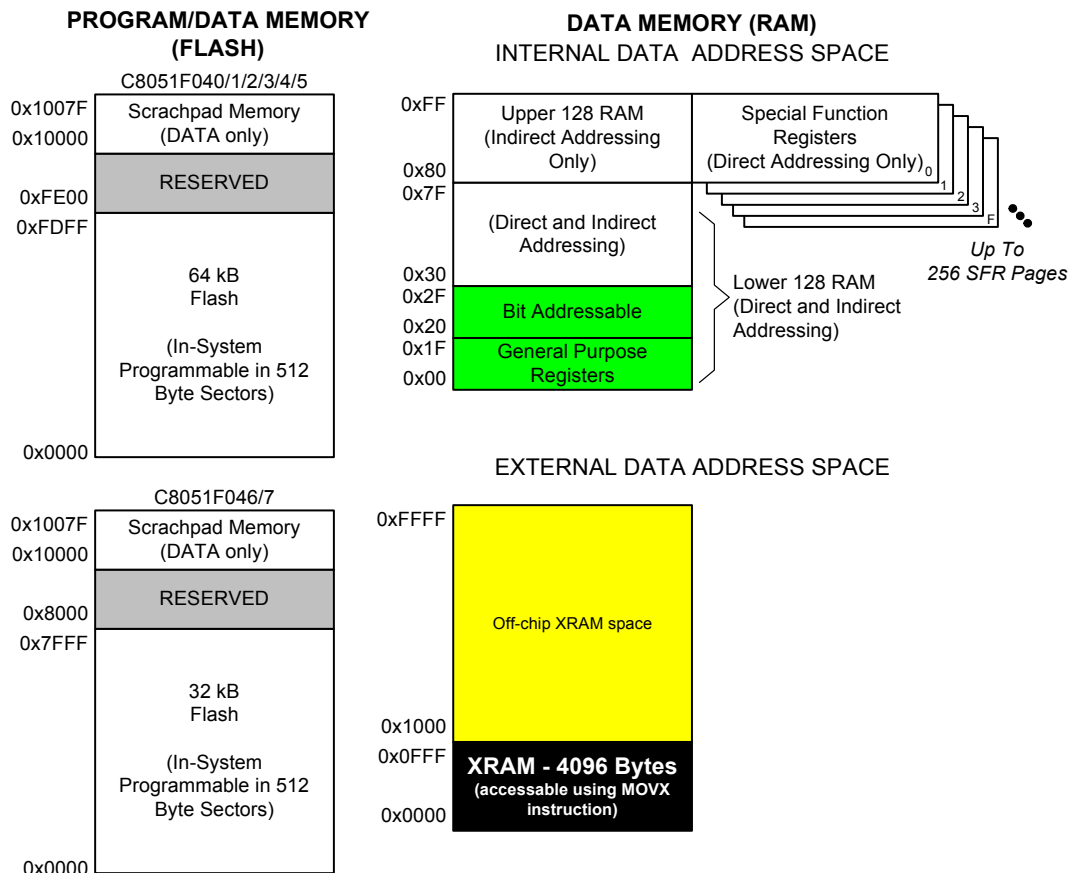 PROGRAM/DATA MEMORY
(FLASH)
C8051F040/1/2/3/4/5
0x1007F
0x10000
Scrachpad Memory
(DATA only)
RESERVED
0xFE00
0xFDFF
64 kB
Flash
(In-System
Programmable in 512
Byte Sectors)
0x0000
C8051F046/7
0x1007F
0x10000
Scrachpad Memory
(DATA only)
RESERVED
0x8000
0x7FFF
32 kB
Flash
(In-System
Programmable in 512
Byte Sectors)
0x0000
DATA MEMORY (RAM)
INTERNAL DATA ADDRESS SPACE
0xFF
0x80
Upper 128 RAM
(Indirect Addressing
Only)
Special Function
Registers
(Direct Addressing Only)
0
1
2
3
F
Up To
256 SFR Pages
0x7F
(Direct and Indirect
Addressing)
0x30
0x2F
Bit Addressable
0x20
0x1F
General Purpose
Registers
0x00
Lower 128 RAM
(Direct and Indirect
Addressing)
EXTERNAL DATA ADDRESS SPACE
0xFFFF
Off-chip XRAM space
0x1000
0x0FFF
XRAM - 4096 Bytes
(accessable using MOVX
instruction)
0x0000